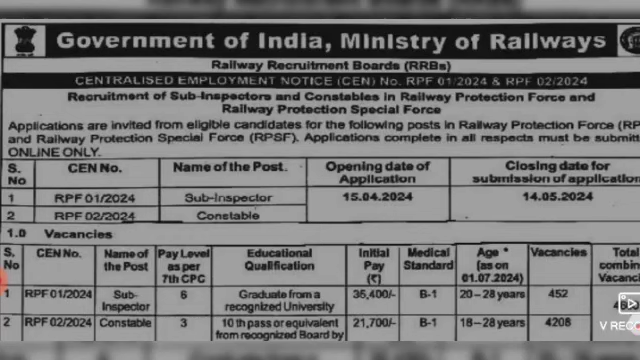 Government of India, Ministry of Railways
Railway Recruitment Boards (RRBs)
CENTRALISED EMPLOYMENT NOTICE (CEN) No. RPF 01/2024 & RPF 02/2024
Recruitment of Sub-Inspectors and Constables in Railway Protection Force and
Railway Protection Special Force
Applications are invited from eligible candidates for the following posts in Railway Protection Force (RP
and Railway Protection Special Force (RPSF). Applications complete in all respects must be submitt
ONLINE ONLY.
S. No CEN No. Name of the Post. Opening date of Application Closing date for submission of application
1 RPF 01/2024 Sub-Inspector 15.04.2024 14.05.2024
2 RPF 02/2024 Constable
1.0 Vacancies
S. No CEN No. Name of the Post Pay Level as per 7th CPC Educational Qualification Initial Pay (₹) Medical Standard Age * (as on 01.07.2024) Vacancies Total combin Vacanci
1 RPF 01/2024 Sub-Inspector 6 Graduate from a recognized University 35,400/- B-1 20-28 years 452
2 RPF 02/2024 Constable 3 10th pass or equivalent from recognized Board by 21,700/- B-1 18-28 years 4208
V RECO